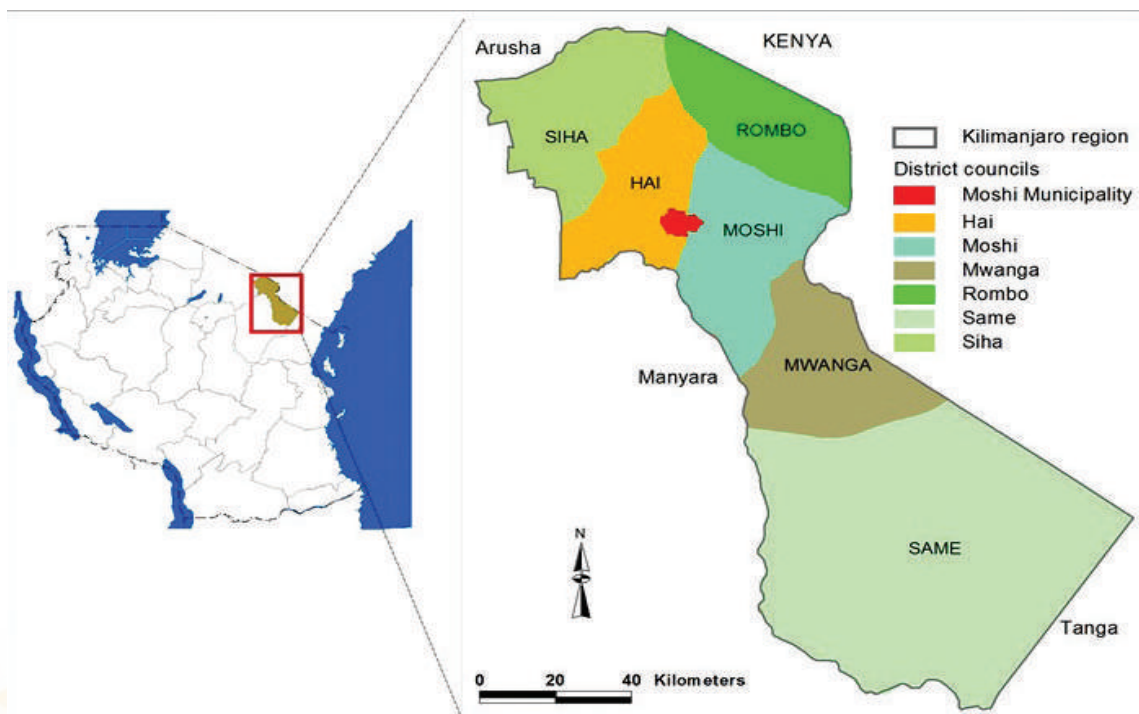 Arusha
KENYA
SIHA
ROMBO
HAI
MOSHI
MWANGA
Manyara
SAME
Tanga
Kilimanjaro region
District councils
Moshi Municipality
Hai
Moshi
Mwanga
Rombo
Same
Siha
N
0 20 40 Kilometers